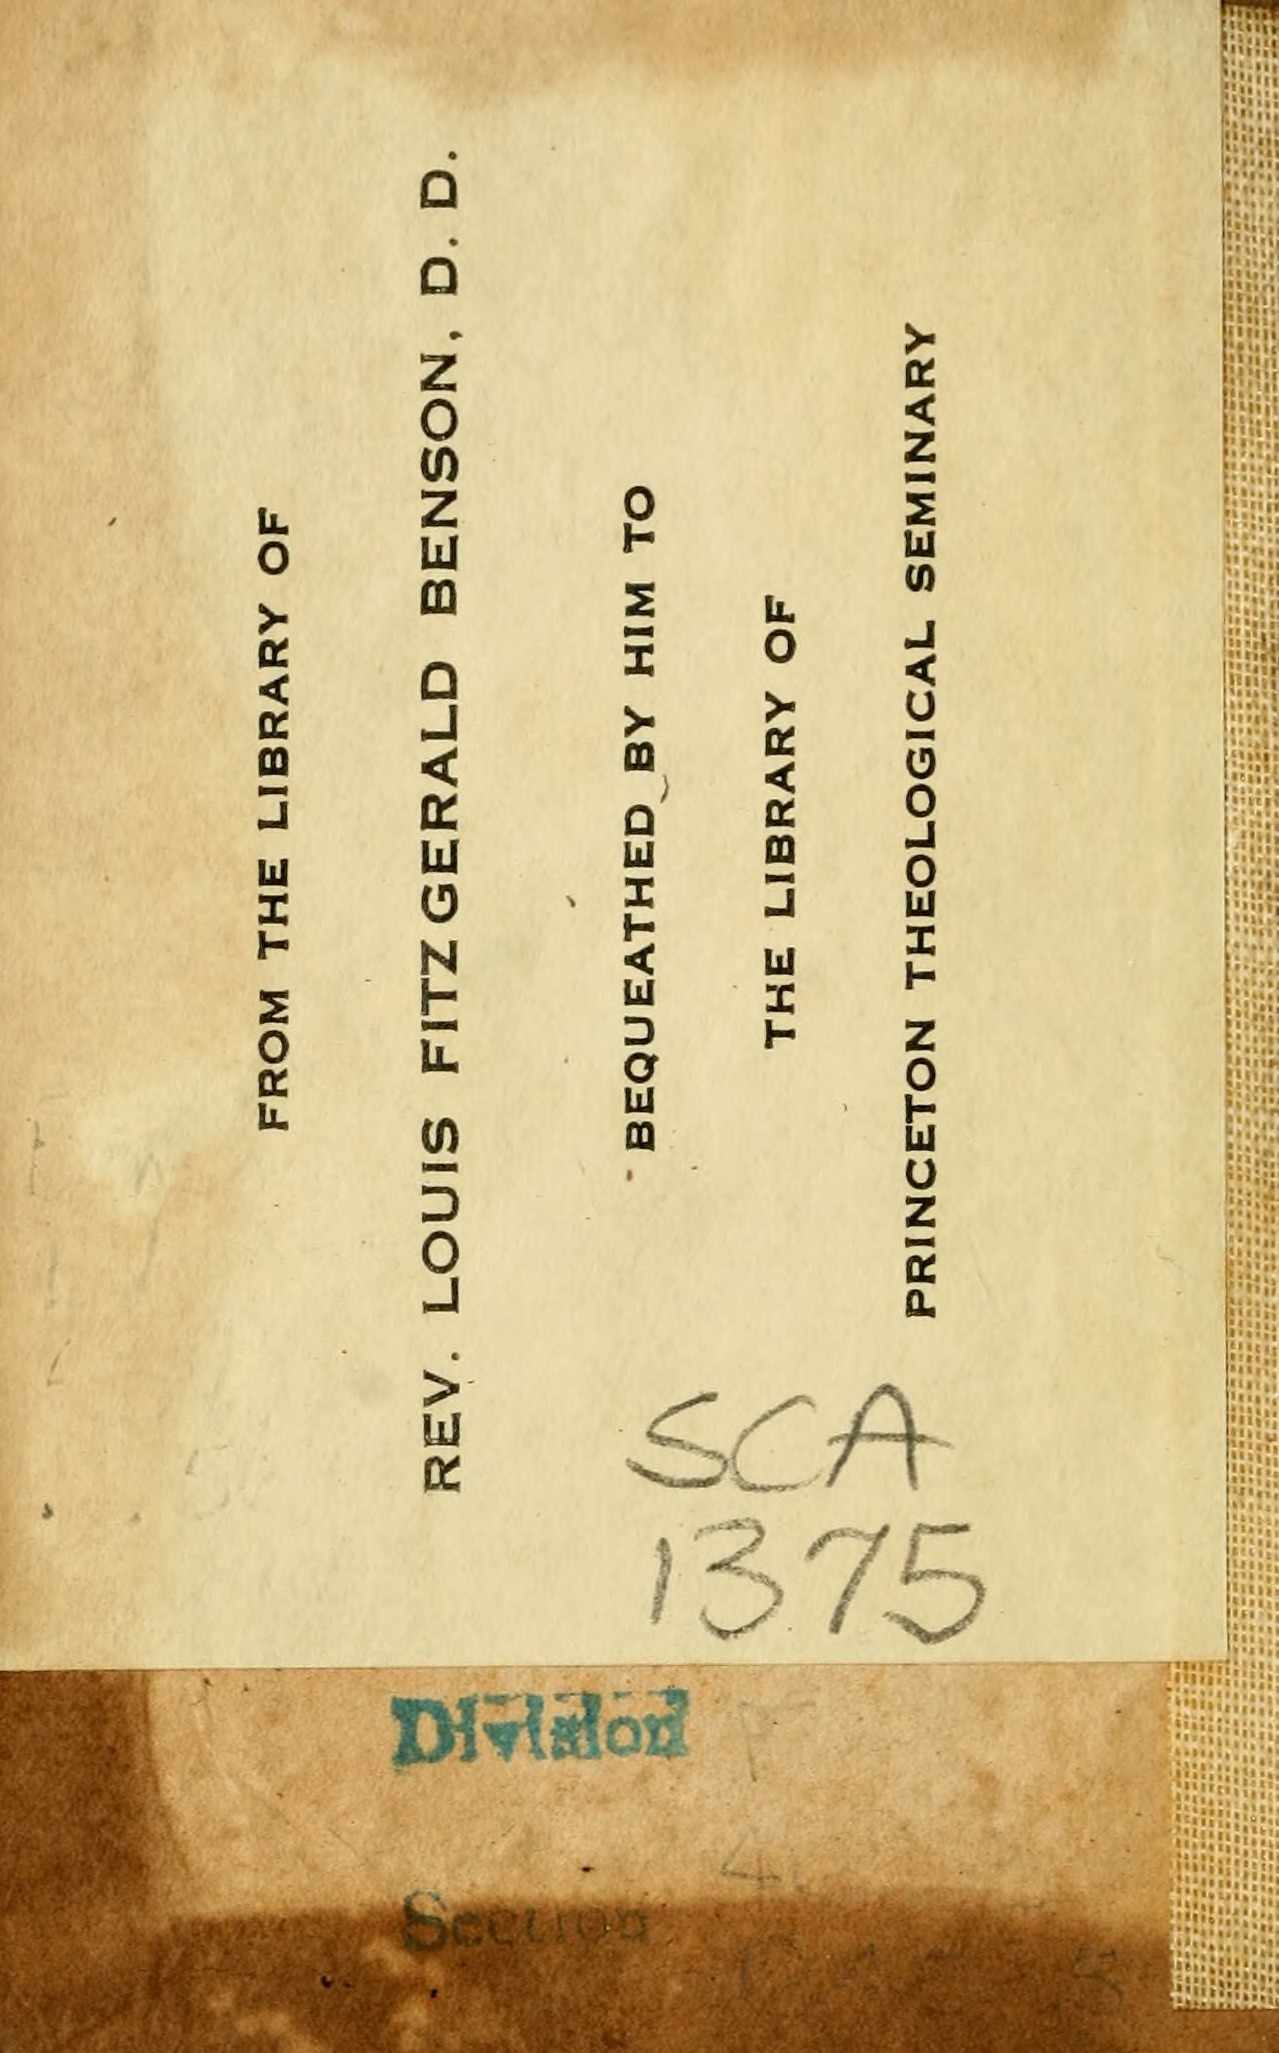 FROM THE LIBRARY OF
REV. LOUIS FITZGERALD BENSON, D. D.
BEQUEATHED BY HIM TO
THE LIBRARY OF
PRINCETON THEOLOGICAL SEMINARY
SCA
1375
Division
Section